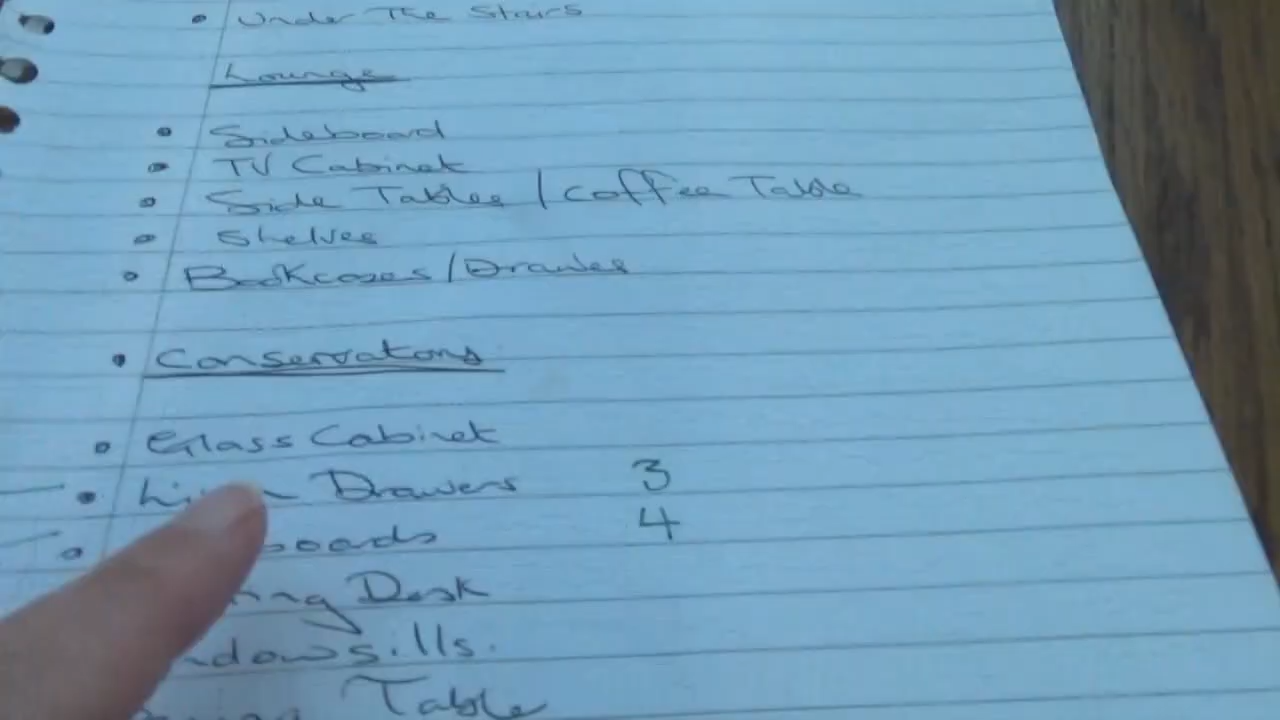 • Under The Stairs
Lounge
• Sideboard
• TV Cabinet
• Side Tables / Coffee Table
• Shelves
• Bookcases/Drawes
• Conservatory
• Glass Cabinet
• Drawers 3
• 4
Desk
Table